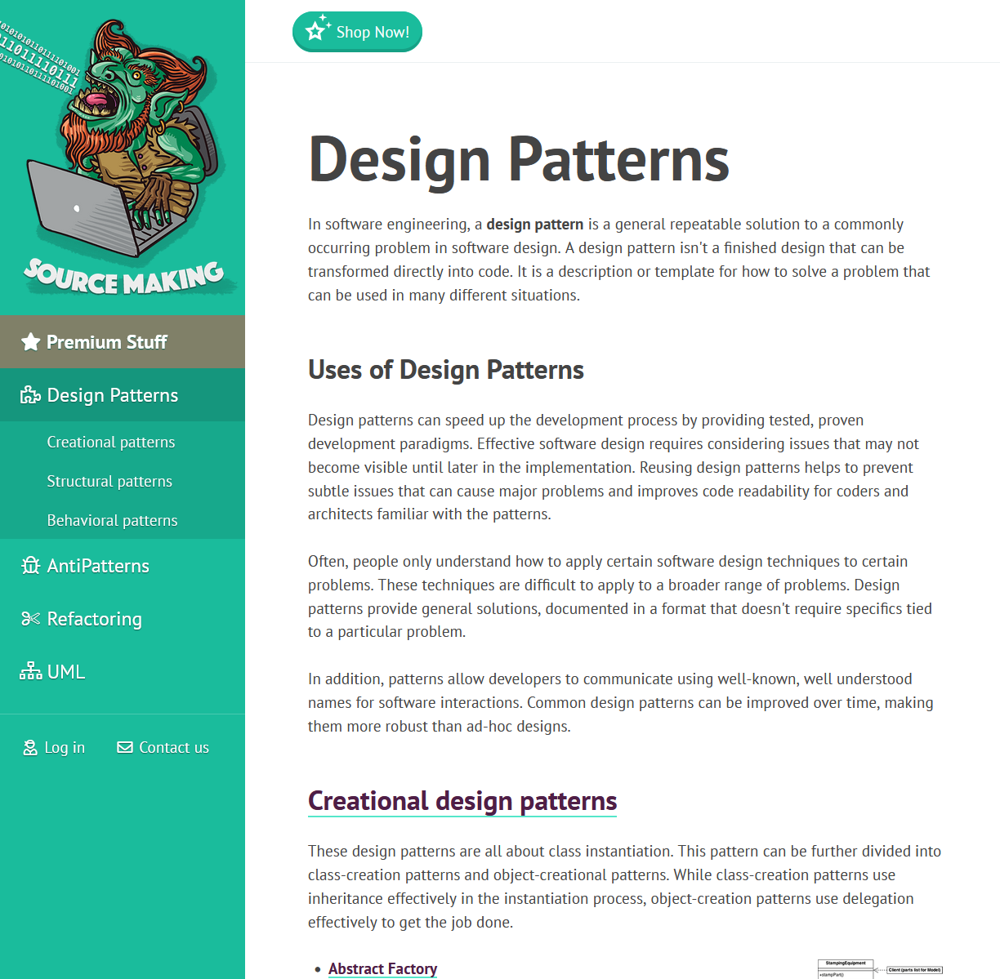 1010101010110111101001
011011110111
01010110111101001
SOURCE MAKING
Premium Stuff
Design Patterns
Creational patterns
Structural patterns
Behavioral patterns
AntiPatterns
Refactoring
UML
Log in
Contact us
Shop Now!
Design Patterns
In software engineering, a design pattern is a general repeatable solution to a commonly
occurring problem in software design. A design pattern isn't a finished design that can be
transformed directly into code. It is a description or template for how to solve a problem that
can be used in many different situations.
Uses of Design Patterns
Design patterns can speed up the development process by providing tested, proven
development paradigms. Effective software design requires considering issues that may not
become visible until later in the implementation. Reusing design patterns helps to prevent
subtle issues that can cause major problems and improves code readability for coders and
architects familiar with the patterns.
Often, people only understand how to apply certain software design techniques to certain
problems. These techniques are difficult to apply to a broader range of problems. Design
patterns provide general solutions, documented in a format that doesn't require specifics tied
to a particular problem.
In addition, patterns allow developers to communicate using well-known, well understood
names for software interactions. Common design patterns can be improved over time, making
them more robust than ad-hoc designs.
Creational design patterns
These design patterns are all about class instantiation. This pattern can be further divided into
class-creation patterns and object-creational patterns. While class-creation patterns use
inheritance effectively in the instantiation process, object-creation patterns use delegation
effectively to get the job done.
• Abstract Factory
StampingEquipment
+stampPart()
Client (parts list for Model)